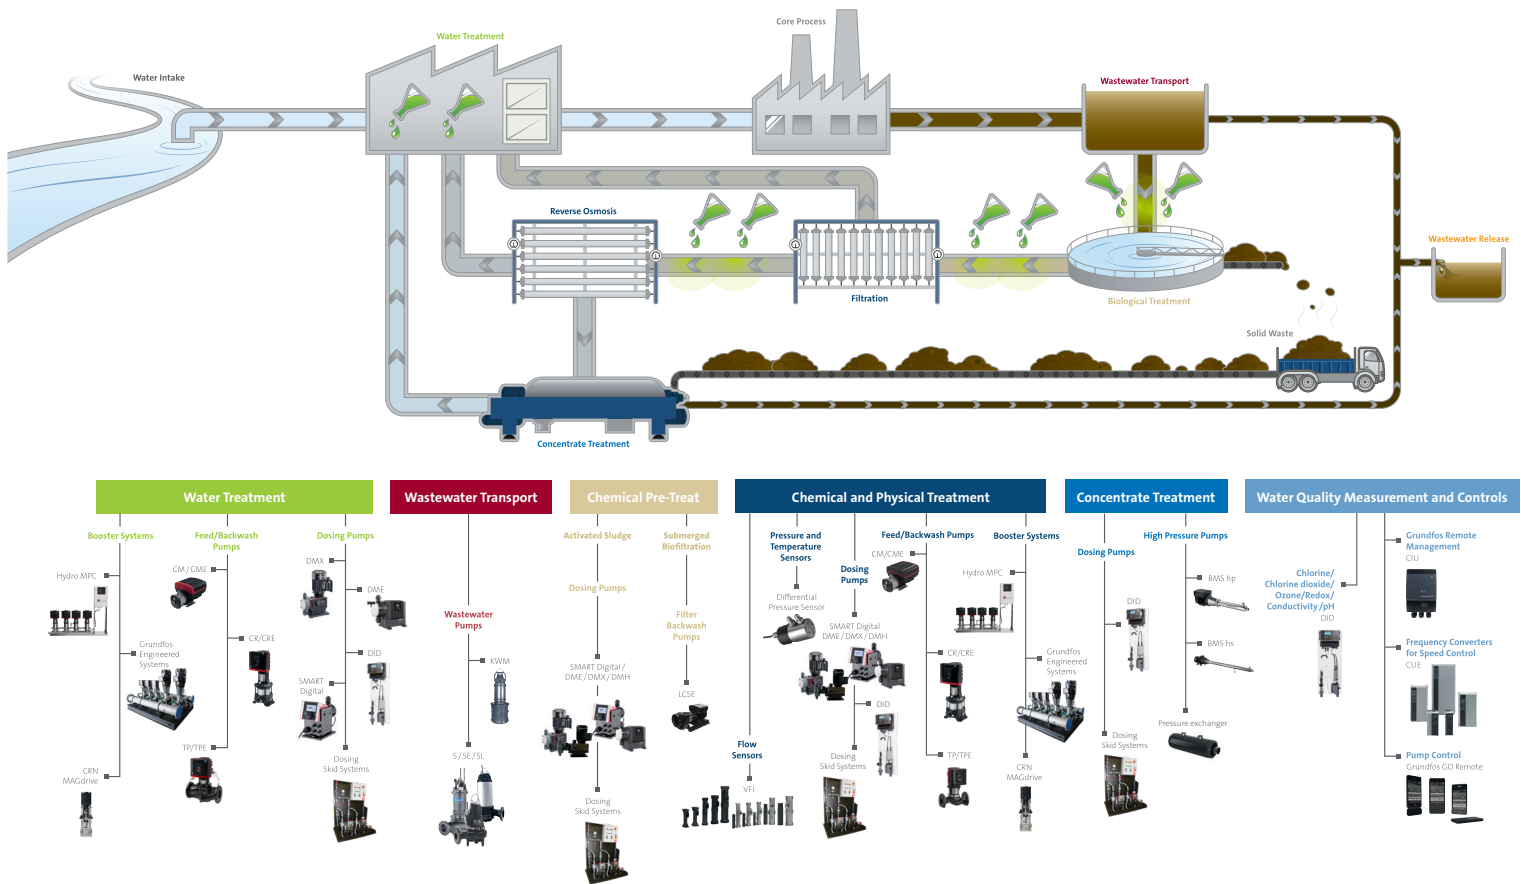 Core Process
Water Treatment
Water Intake
Wastewater Transport
Reverse Osmosis
Filtration
Biological Treatment
Wastewater Release
Solid Waste
Concentrate Treatment
Water Treatment
Booster Systems
Hydro MPC
Grundfos
Engineered
Systems
CRN
MAGdrive
Feed/Backwash
Pumps
CM/CME
CR/CRE
TP/TPE
Dosing Pumps
DMX
DME
DID
SMART
Digital
Dosing
Skid Systems
Wastewater Transport
Wastewater
Pumps
KWM
S/SE/SL
Chemical Pre-Treat
Activated Sludge
Dosing Pumps
SMART Digital/
DME/DMX/DMH
Dosing
Skid Systems
Submerged
Biofiltration
Filter
Backwash
Pumps
LCSE
Chemical and Physical Treatment
Flow
Sensors
VFI
Pressure and
Temperature
Sensors
Differential
Pressure Sensor
Dosing
Pumps
SMART Digital
DME/DMX/DMH
DID
Dosing
Skid Systems
Feed/Backwash Pumps
CM/CME
CR/CRE
TP/TPE
Booster Systems
Hydro MPC
Grundfos
Engineered
Systems
CRN
MAGdrive
Concentrate Treatment
Dosing Pumps
DID
Dosing
Skid Systems
High Pressure Pumps
BMS hp
BMS hs
Pressure exchanger
Water Quality Measurement and Controls
Chlorine/
Chlorine dioxide/
Ozone/Redox/
Conductivity/pH
DID
Grundfos Remote
Management
CIU
Frequency Converters
for Speed Control
CUE
Pump Control
Grundfos GO Remote